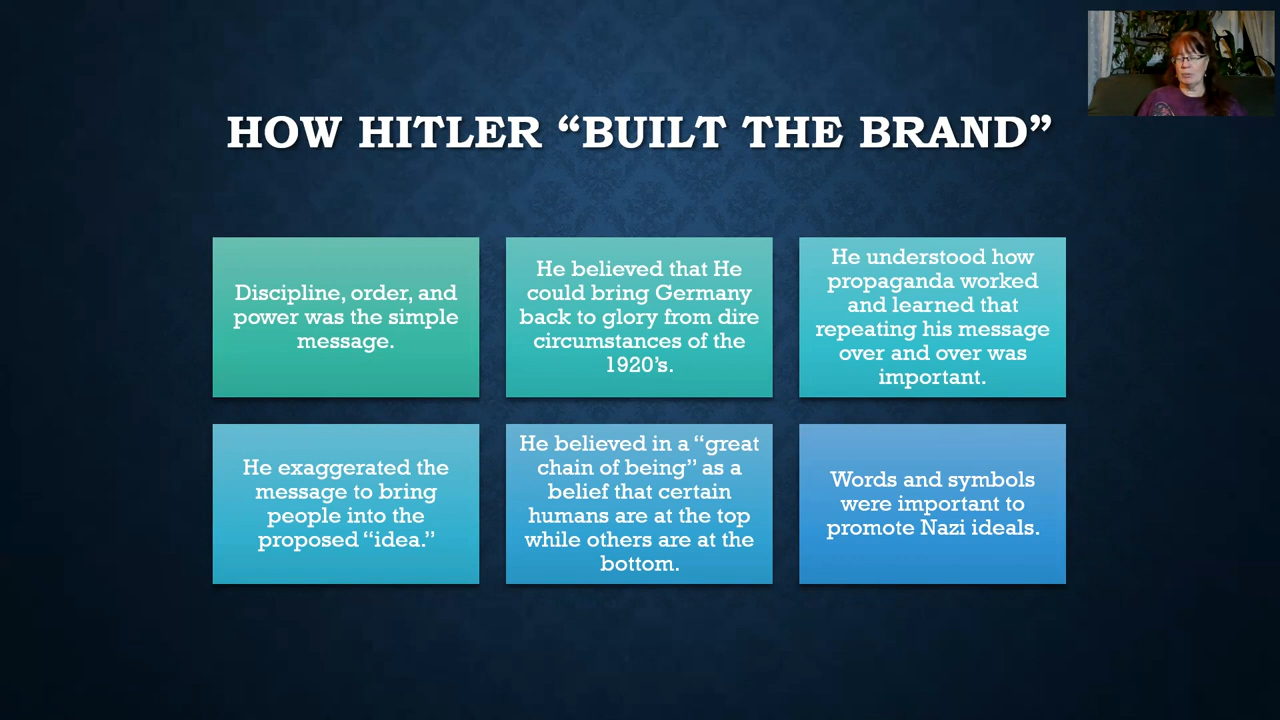 HOW HITLER “BUILT THE BRAND”
Discipline, order, and
power was the simple
message.
He believed that He
could bring Germany
back to glory from dire
circumstances of the
1920’s.
He understood how
propaganda worked
and learned that
repeating his message
over and over was
important.
He exaggerated the
message to bring
people into the
proposed “idea.”
He believed in a “great
chain of being” as a
belief that certain
humans are at the top
while others are at the
bottom.
Words and symbols
were important to
promote Nazi ideals.